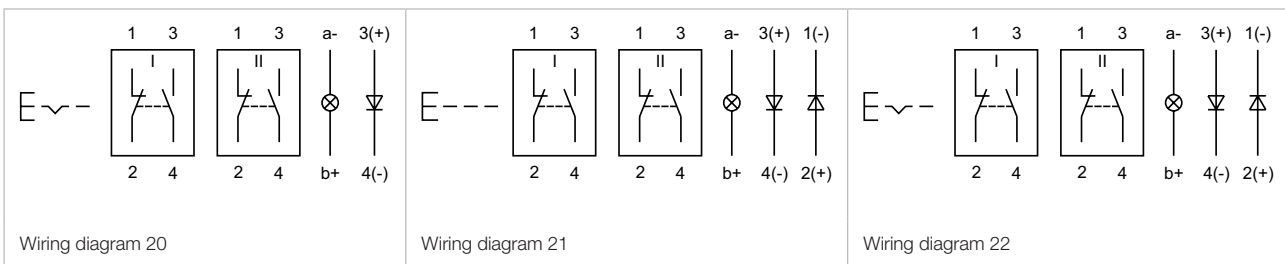 1 3 1 3 a- 3(+) 1 3 1 3 a- 3(+) 1(-) 1 3 1 3 a- 3(+) 1(-)
I II I II I II
2 4 2 4 b+ 4(-) 2 4 2 4 b+ 4(-) 2(+) 2 4 2 4 b+ 4(-) 2(+)
Wiring diagram 20 Wiring diagram 21 Wiring diagram 22